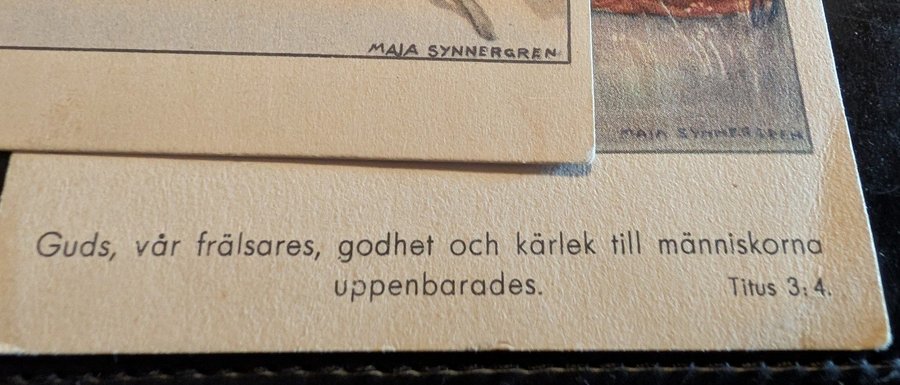 MAJA SYNNERGREN
MAJA SYNNERGREN
Guds, vår frälsares, godhet och kärlek till människorna
uppenbarades.
Titus 3: 4.